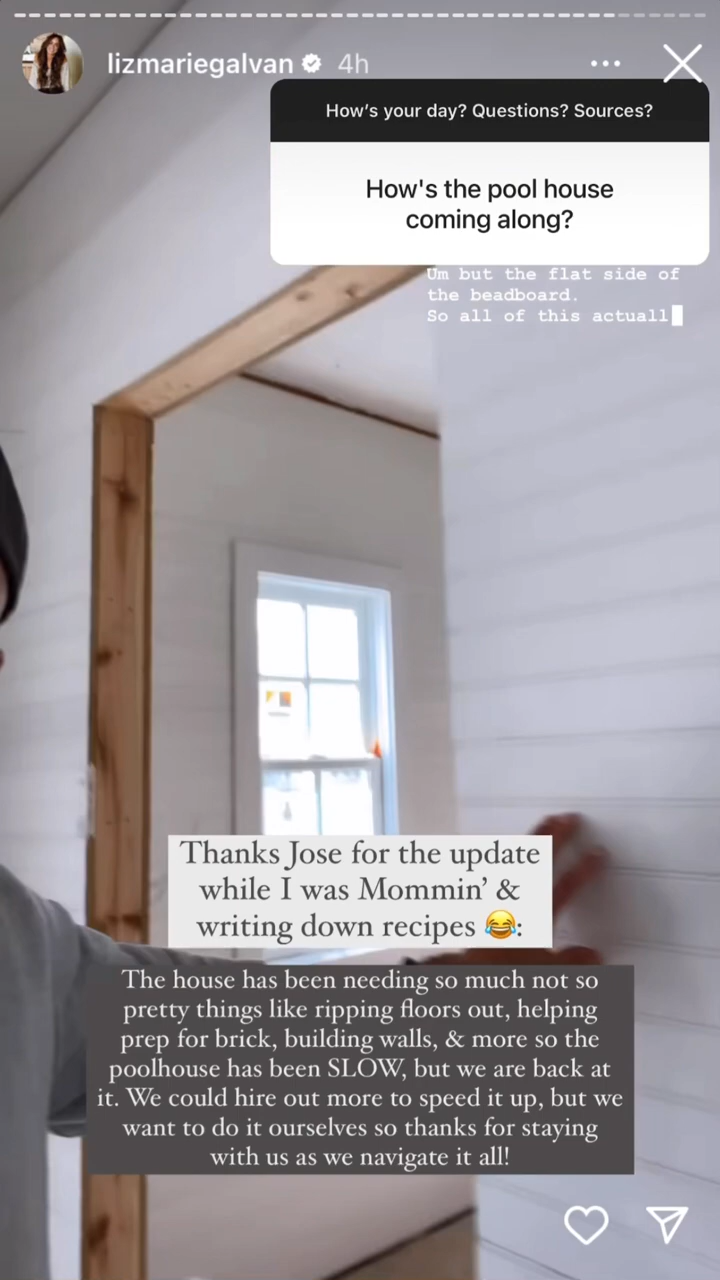 lizmariegalvan 4h
How's your day? Questions? Sources?
How's the pool house
coming along?
Um but the flat side of
the beadboard.
So all of this actuall
Thanks Jose for the update
while I was Mommin' &
writing down recipes 😂:
The house has been needing so much not so
pretty things like ripping floors out, helping
prep for brick, building walls, & more so the
poolhouse has been SLOW, but we are back at
it. We could hire out more to speed it up, but we
want to do it ourselves so thanks for staying
with us as we navigate it all!